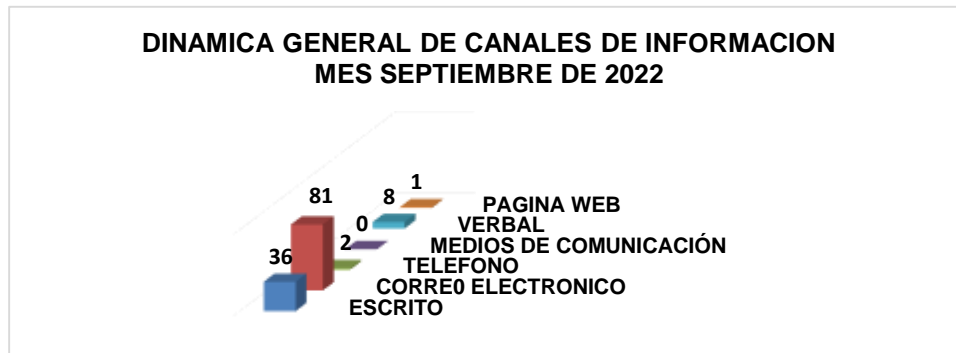 DINAMICA GENERAL DE CANALES DE INFORMACION
MES SEPTIEMBRE DE 2022
1
8
81
0
2
36
PAGINA WEB
VERBAL
MEDIOS DE COMUNICACIÓN
TELEFONO
CORRE0 ELECTRONICO
ESCRITO